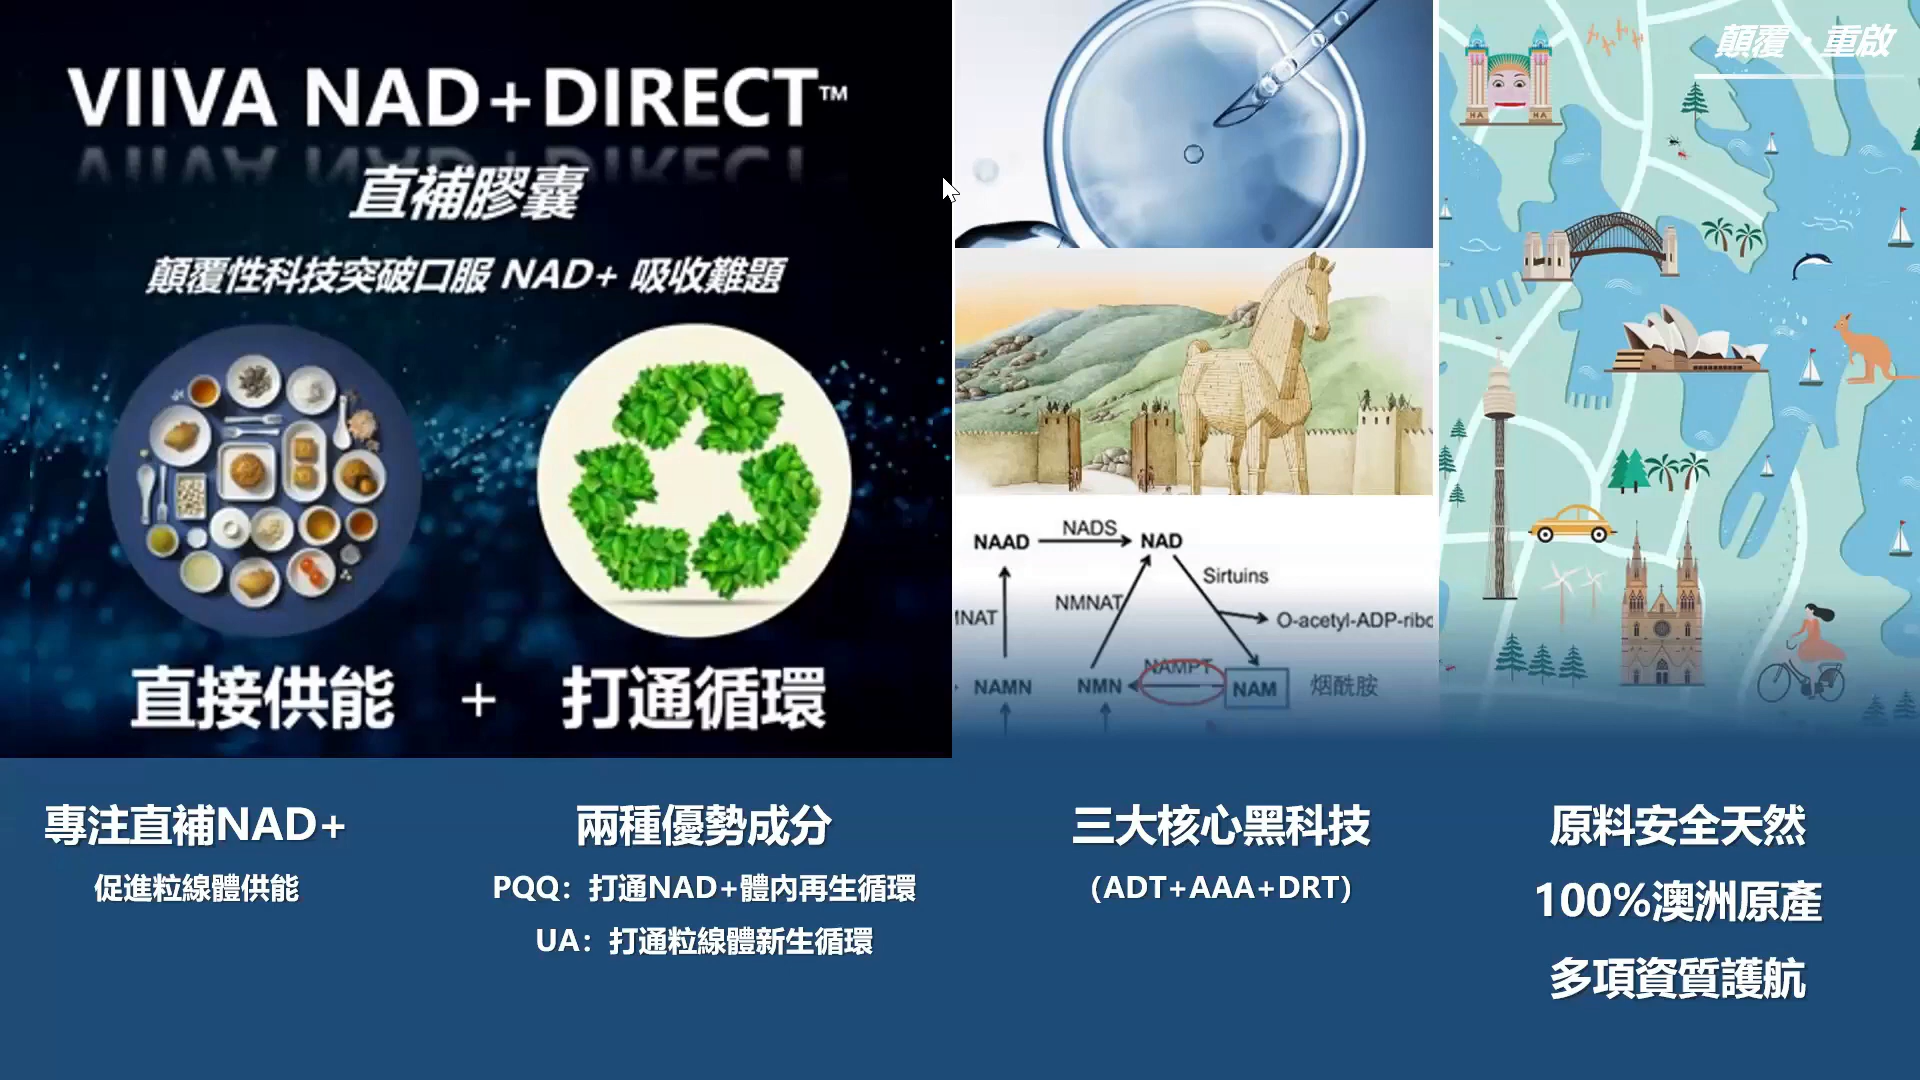 VIIVA NAD+DIRECT™
直補膠囊
顛覆性科技突破口服 NAD+ 吸收難題
直接供能 + 打通循環
顛覆·重啟
HA HA
NAAD NADS NAD
Sirtuins
NMNAT
O-acetyl-ADP-ribo
NAMPT
NAMN NMN NAM 烟酰胺
專注直補NAD+
促進粒線體供能
兩種優勢成分
PQQ：打通NAD+體內再生循環
UA：打通粒線體新生循環
三大核心黑科技
（ADT+AAA+DRT）
原料安全天然
100%澳洲原產
多項資質護航